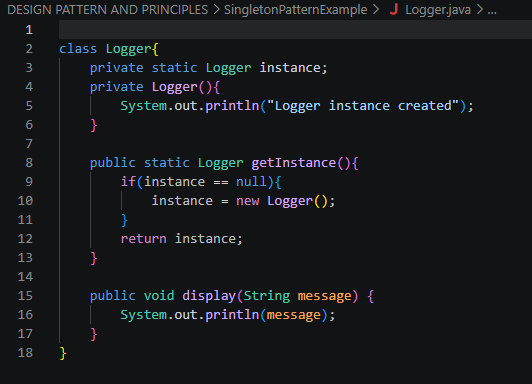 DESIGN PATTERN AND PRINCIPLES > SingletonPatternExample > J Logger.java > ...
1
2 class Logger{
3     private static Logger instance;
4     private Logger(){
5         System.out.println("Logger instance created");
6     }
7
8     public static Logger getInstance(){
9         if(instance == null){
10             instance = new Logger();
11         }
12         return instance;
13     }
14
15     public void display(String message) {
16         System.out.println(message);
17     }
18 }